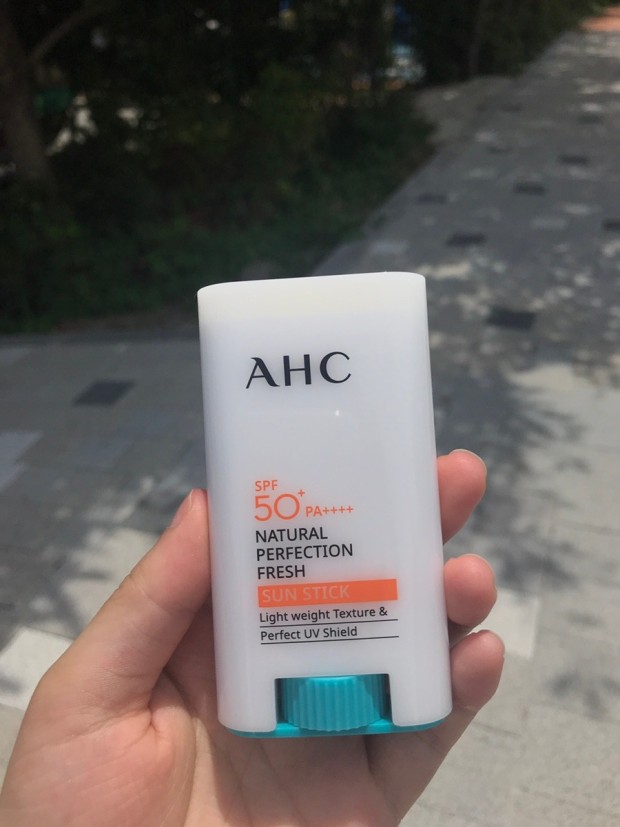 AHC
SPF
50+ PA++++
NATURAL
PERFECTION
FRESH
SUN STICK
Light weight Texture &
Perfect UV Shield